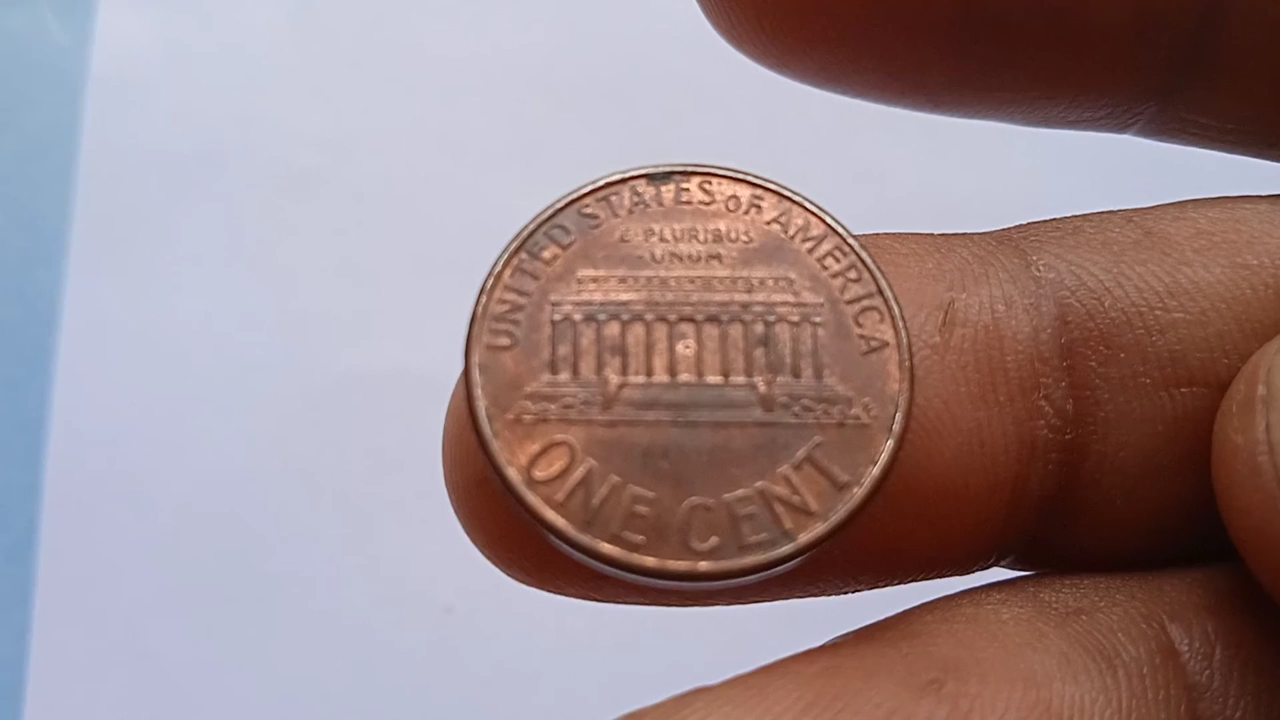 UNITED STATES OF AMERICA
E·PLURIBUS
·UNUM·
ONE CENT